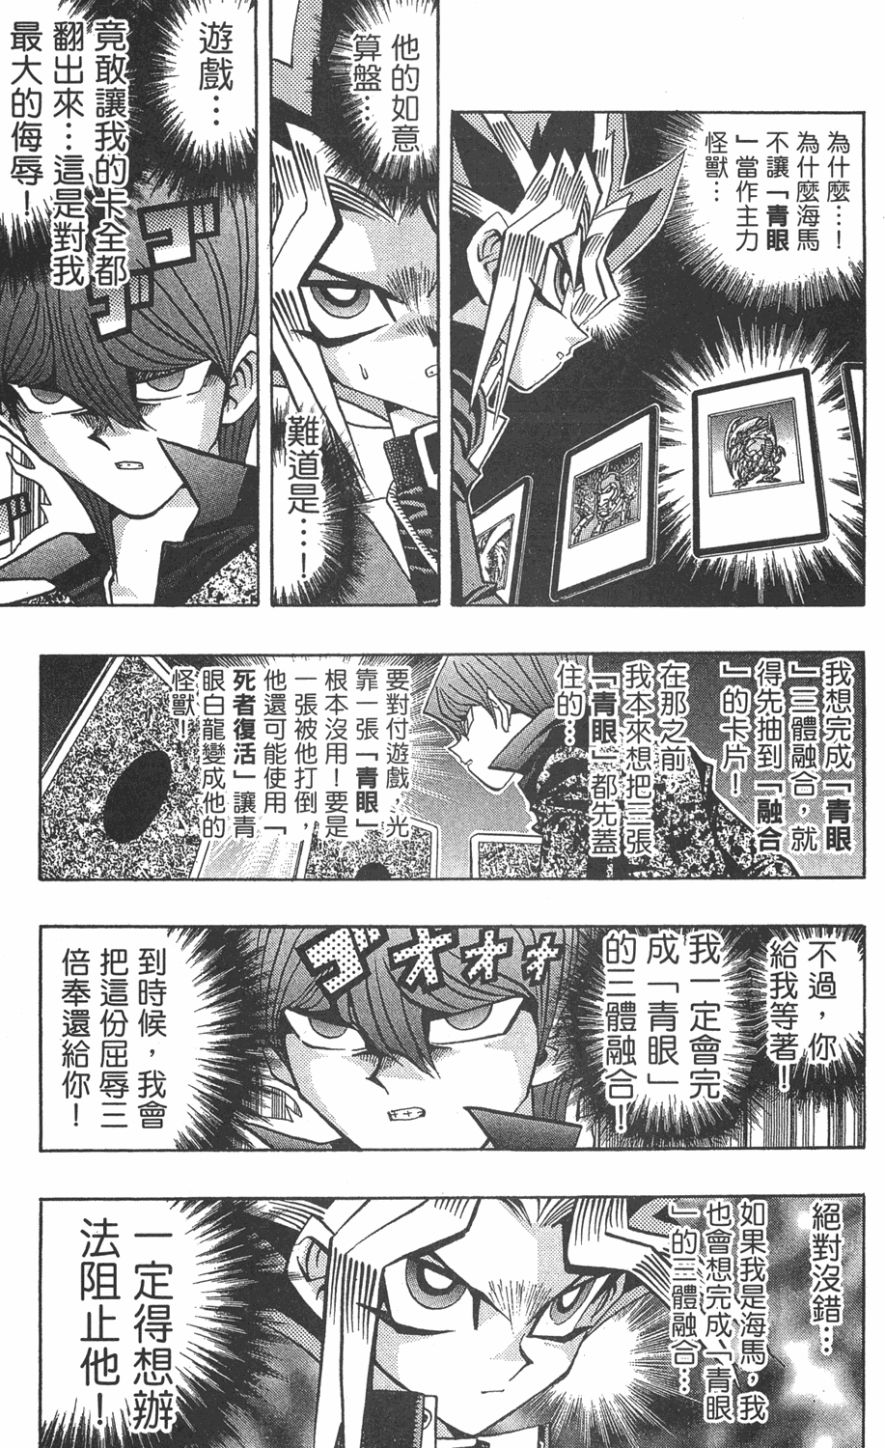 為什麼…！
為什麼海馬
不讓「青眼
」當作主力
怪獸…
他的如意
算盤…
難道是…！
遊戲…
竟敢讓我的卡全都
翻出來…這是對我
最大的侮辱！
ゴゴ
ゴゴ
我想完成「青眼
」三體融合，就
得先抽到「融合
」的卡片！
在那之前，
我本來想把三張
「青眼」都先蓋
住的…
要對付遊戲，光
靠一張「青眼」
根本沒用！要是
一張被他打倒，
他還可能使用「
死者復活」讓青
眼白龍變成他的
怪獸！
不過，你
給我等著！
我一定會完
成「青眼」
的三體融合！
ゴオオオ
到時候，我會
把這份屈辱三
倍奉還給你！
絕對沒錯…
如果我是海馬，我
也會想完成「青眼
」的三體融合…
一定得想辦
法阻止他！